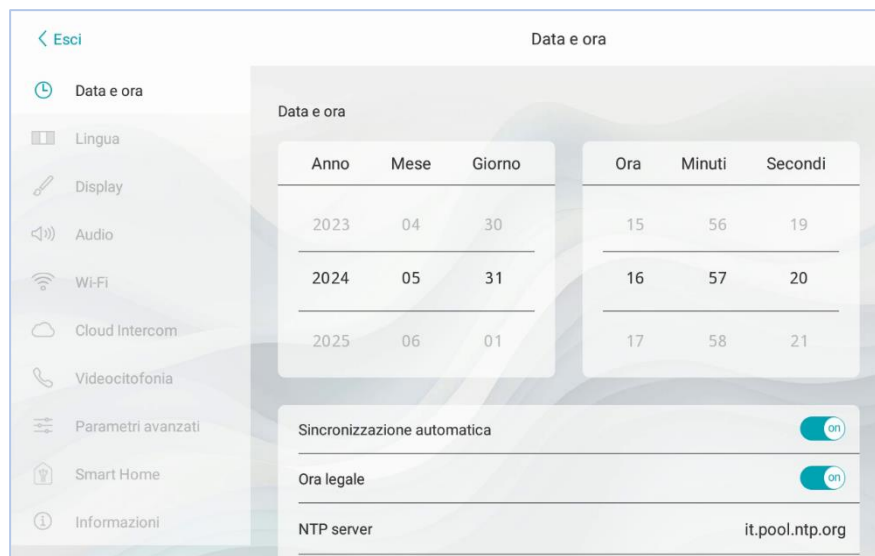 Esci
Data e ora
Data e ora
Lingua
Display
Audio
Wi-Fi
Cloud Intercom
Videocitofonia
Parametri avanzati
Smart Home
Informazioni
Data e ora
Anno Mese Giorno
2023 04 30
2024 05 31
2025 06 01
Ora Minuti Secondi
15 56 19
16 57 20
17 58 21
Sincronizzazione automatica on
Ora legale on
NTP server it.pool.ntp.org